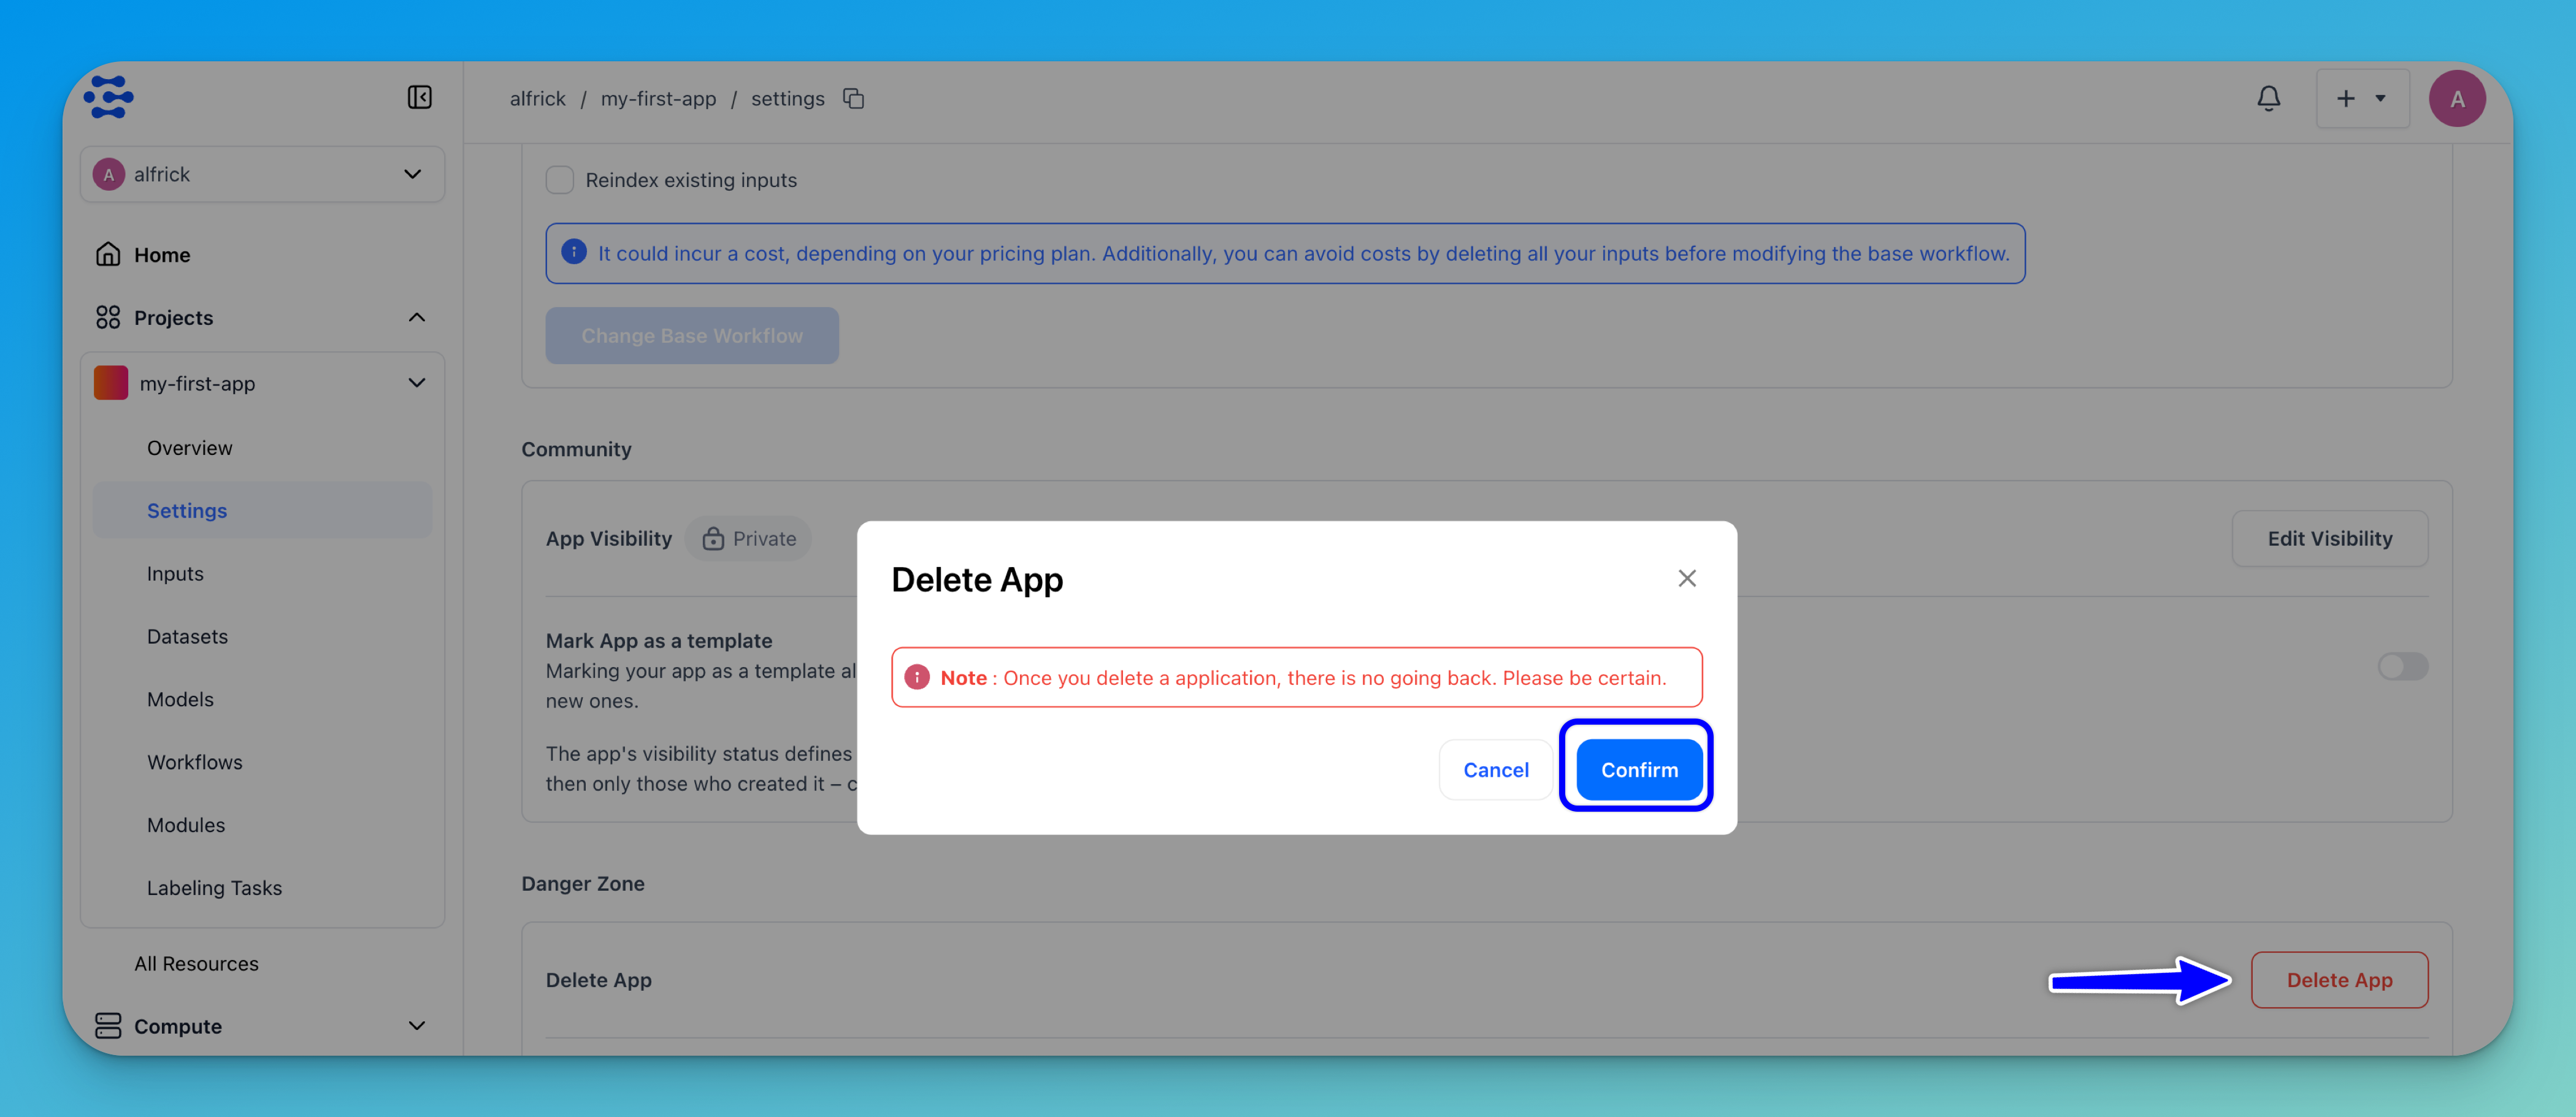 alfrick / my-first-app / settings
A
A alfrick
Home
Projects
my-first-app
Overview
Settings
Inputs
Datasets
Models
Workflows
Modules
Labeling Tasks
All Resources
Compute
Reindex existing inputs
It could incur a cost, depending on your pricing plan. Additionally, you can avoid costs by deleting all your inputs before modifying the base workflow.
Change Base Workflow
Community
App Visibility Private
Edit Visibility
Mark App as a template
Marking your app as a template al
new ones.
The app's visibility status defines
then only those who created it – c
Delete App
Note : Once you delete a application, there is no going back. Please be certain.
Cancel
Confirm
Danger Zone
Delete App
Delete App